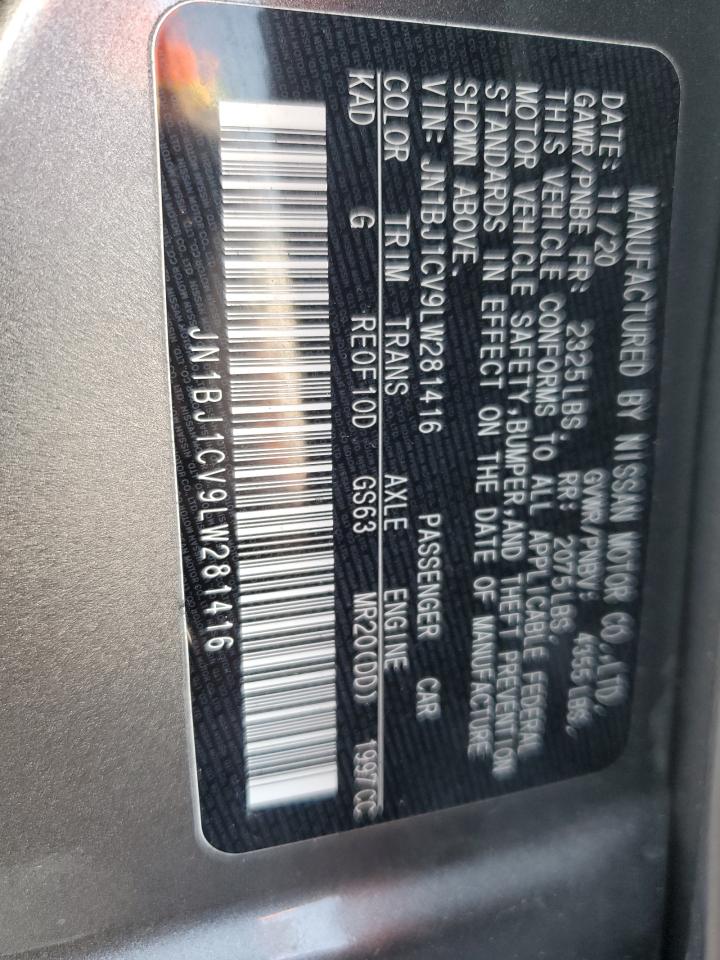 MANUFACTURED BY NISSAN MOTOR CO.,LTD.
DATE: 11/20 GVWR/PNBV: 4355 LBS,
GAWR/PNBE FR: 2325LBS, RR: 2075LBS,
THIS VEHICLE CONFORMS TO ALL APPLICABLE FEDERAL
MOTOR VEHICLE SAFETY,BUMPER,AND THEFT PREVENTION
STANDARDS IN EFFECT ON THE DATE OF MANUFACTURE
SHOWN ABOVE.
VIN: JN1BJ1CV9LW281416 PASSENGER CAR
COLOR TRIM TRANS AXLE ENGINE
KAD G RE0F10D GS63 MR20(DD) 1997CC
JN1BJ1CV9LW281416